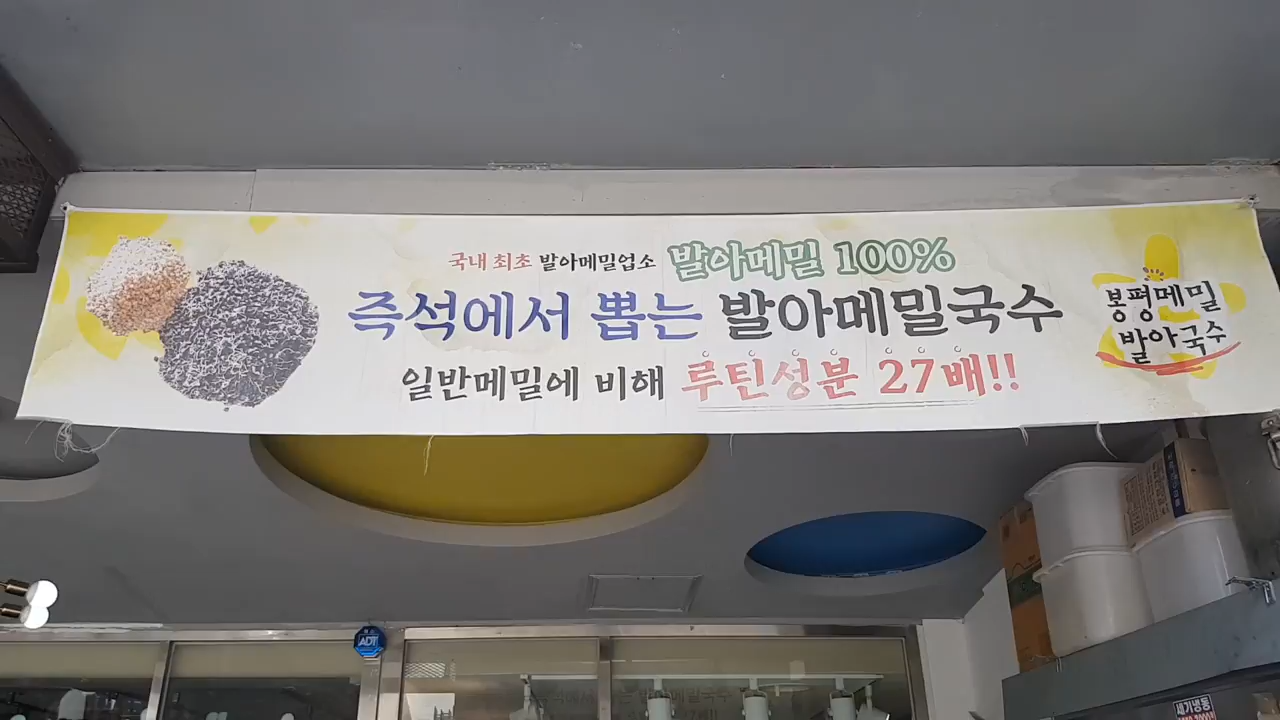 국내 최초 발아메밀업소 발아메밀 100%
즉석에서 뽑는 발아메밀국수
일반메밀에 비해 루틴성분 27배!!
봉평메밀
발아국수
ADT
세기냉동